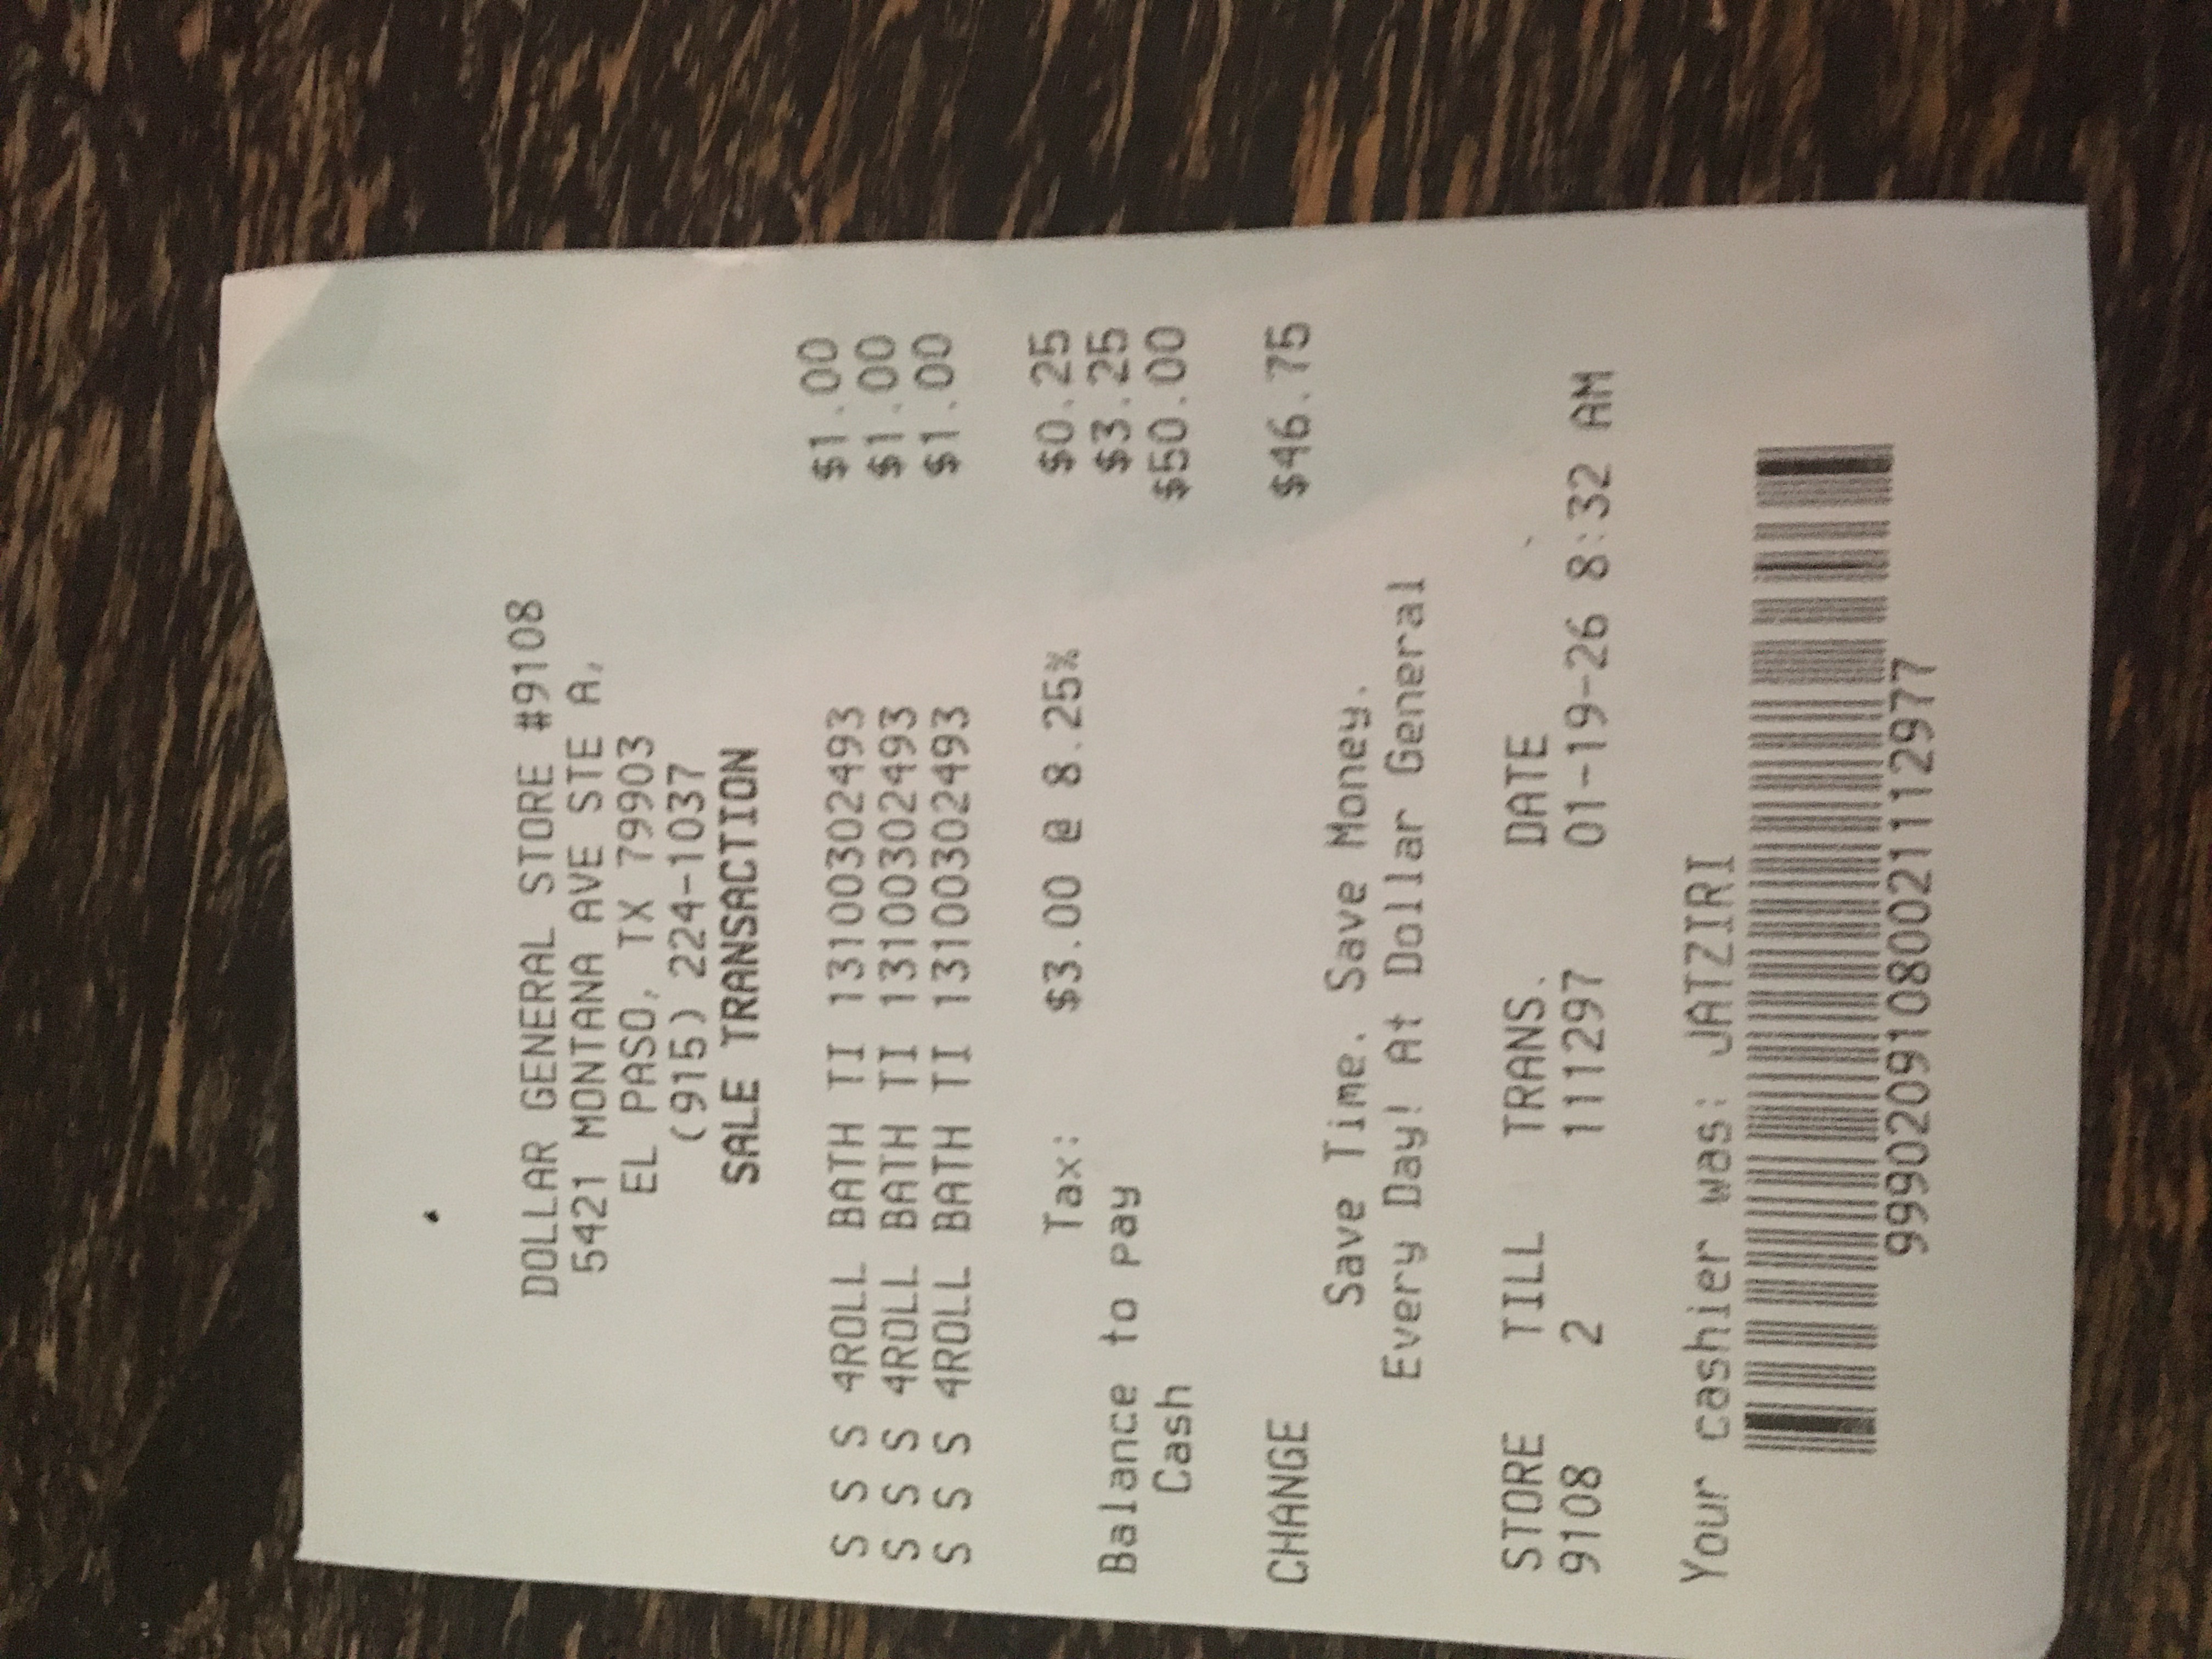 DOLLAR GENERAL STORE #9108
5421 MONTANA AVE STE A,
EL PASO, TX 79903
(915) 224-1037
SALE TRANSACTION
S S S 4ROLL BATH TI 13100302493 $1.00
S S S 4ROLL BATH TI 13100302493 $1.00
S S S 4ROLL BATH TI 13100302493 $1.00
Tax: $3.00 @ 8.25% $0.25
Balance to pay $3.25
Cash $50.00
CHANGE $46.75
Save Time. Save Money.
Every Day! At Dollar General
STORE TILL TRANS. DATE
9108 2 111297 01-19-26 8:32 AM
Your cashier was: JATZIRI
99902091080021112977